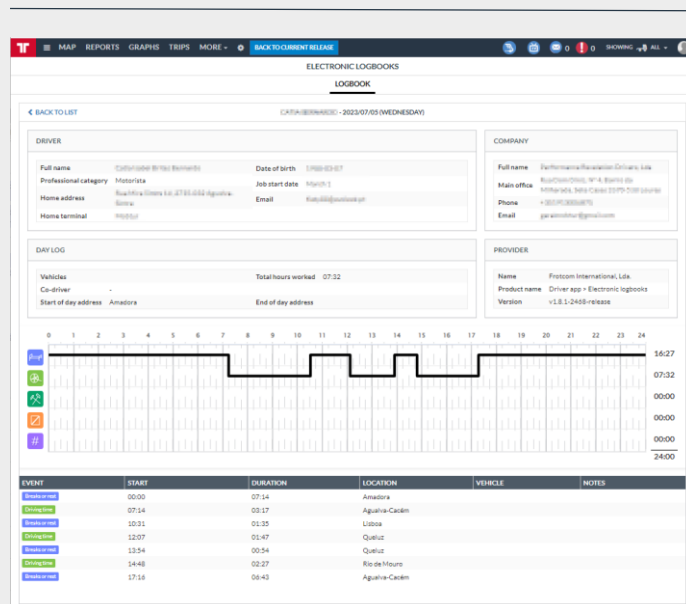 MAP REPORTS GRAPHS TRIPS MORE BACK TO CURRENT RELEASE 0 0 SHOWING ALL
ELECTRONIC LOGBOOKS
LOGBOOK
BACK TO LIST
- 2023/07/05 (WEDNESDAY)
DRIVER
COMPANY
Full name
Date of birth
Full name
Professional category Motorista
Job start date
Main office
Home address
Email
Phone
Home terminal
Email
DAY LOG
PROVIDER
Vehicles
Total hours worked 07:32
Name Frotcom International, Lda.
Co-driver -
Product name Driver app > Electronic logbooks
Start of day address Amadora
End of day address
Version v1.8.1-2468-release
0 1 2 3 4 5 6 7 8 9 10 11 12 13 14 15 16 17 18 19 20 21 22 23 24
16:27
07:32
00:00
00:00
# 00:00
24:00
EVENT START DURATION LOCATION VEHICLE NOTES
Breaks or rest 00:00 07:14 Amadora
Driving time 07:14 03:17 Agualva-Cacém
Breaks or rest 10:31 01:35 Lisboa
Driving time 12:07 01:47 Queluz
Breaks or rest 13:54 00:54 Queluz
Driving time 14:48 02:27 Rio de Mouro
Breaks or rest 17:16 06:43 Agualva-Cacém